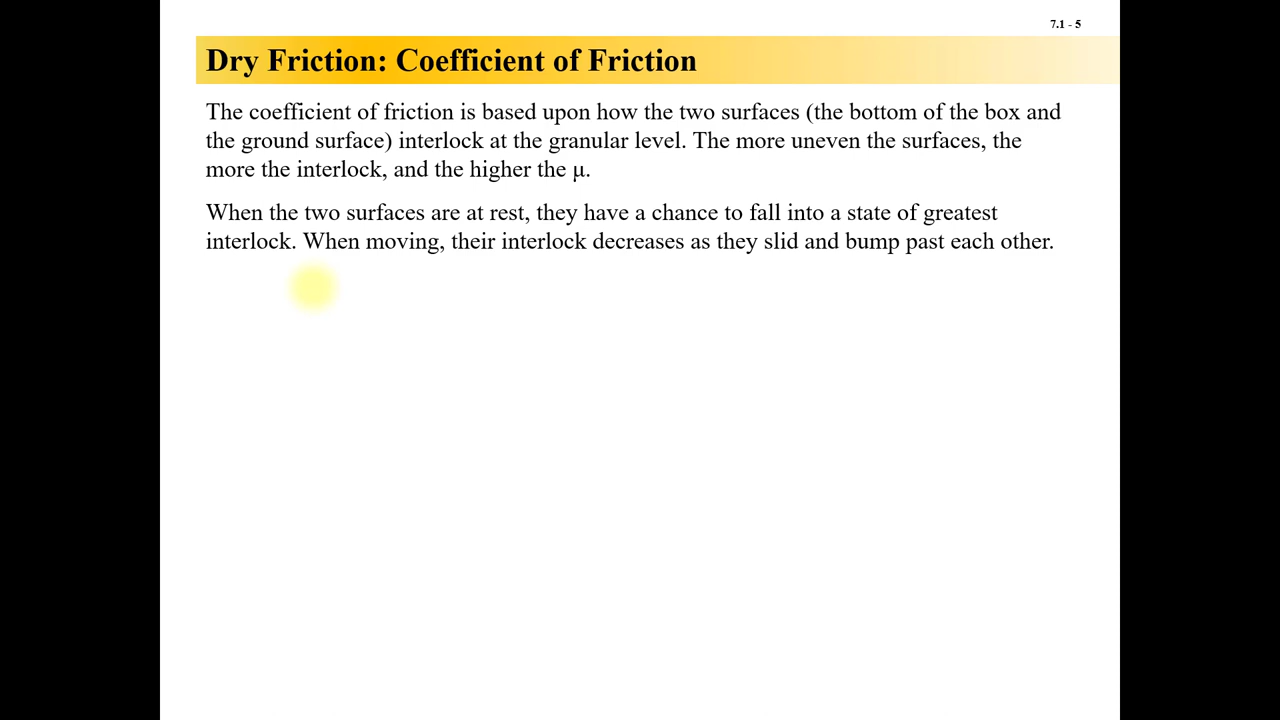 7.1 - 5
Dry Friction: Coefficient of Friction
The coefficient of friction is based upon how the two surfaces (the bottom of the box and
the ground surface) interlock at the granular level. The more uneven the surfaces, the
more the interlock, and the higher the μ.
When the two surfaces are at rest, they have a chance to fall into a state of greatest
interlock. When moving, their interlock decreases as they slid and bump past each other.